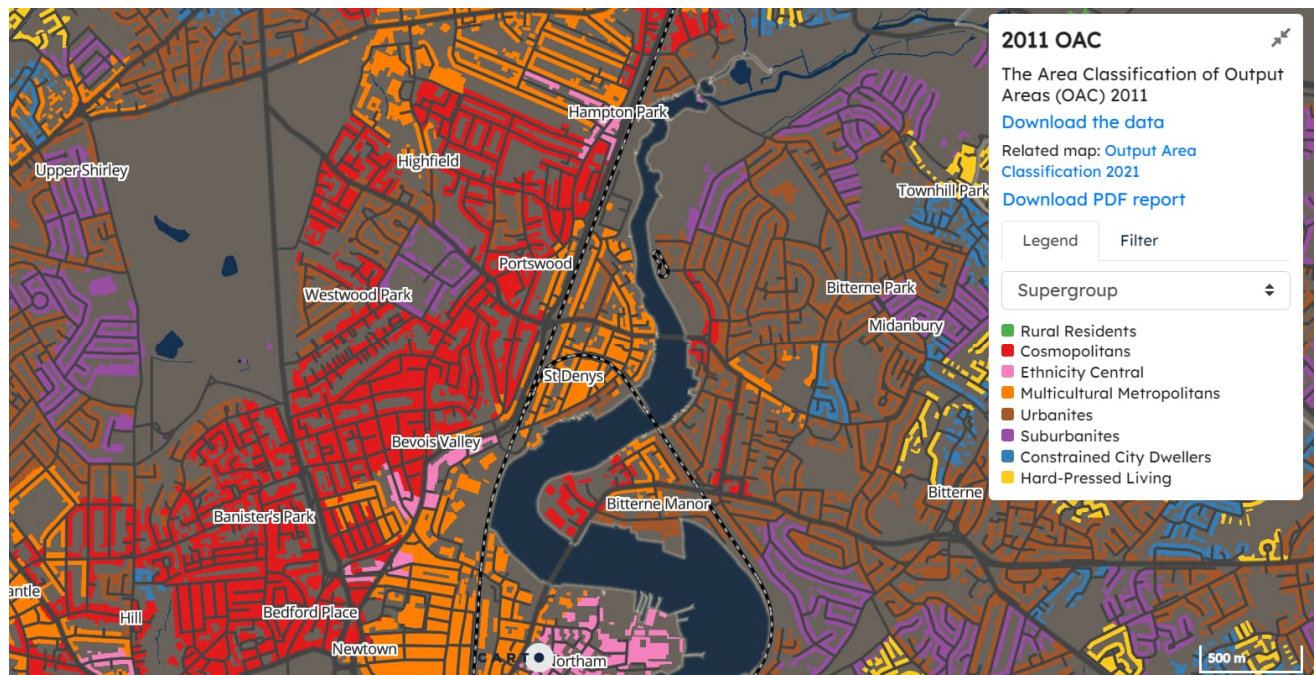 2011 OAC
The Area Classification of Output
Areas (OAC) 2011
Download the data
Related map: Output Area
Classification 2021
Download PDF report
Legend
Filter
Supergroup
Rural Residents
Cosmopolitans
Ethnicity Central
Multicultural Metropolitans
Urbanites
Suburbanites
Constrained City Dwellers
Hard-Pressed Living
Hampton Park
Highfield
Upper Shirley
Townhill Park
Portswood
Westwood Park
Bitterne Park
Midanbury
St Denys
Bevois Valley
Bitterne
Bitterne Manor
Banister's Park
antle
Hill
Bedford Place
Newtown
CARTO
Northam
500 m